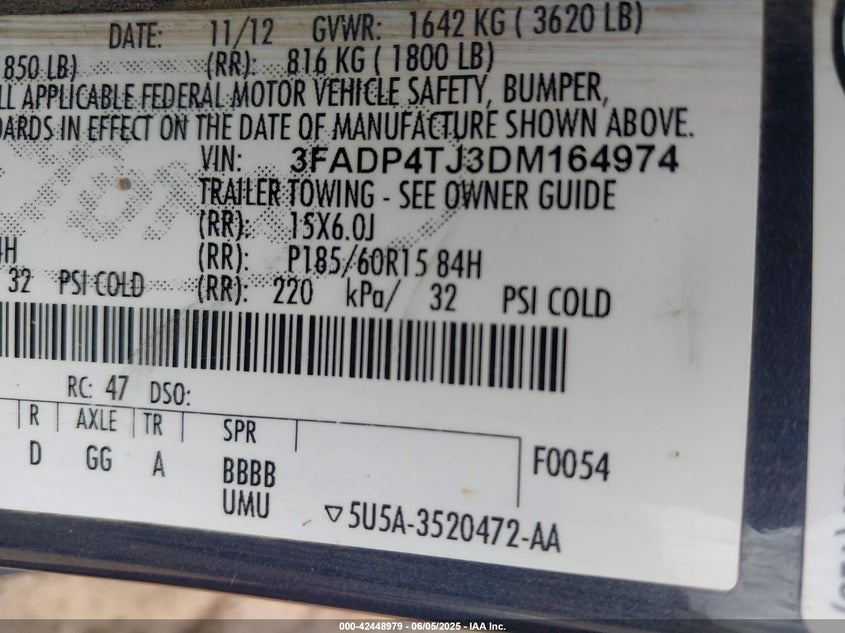 DATE: 11/12 GVWR: 1642 KG ( 3620 LB)
850 LB) (RR): 816 KG ( 1800 LB)
LL APPLICABLE FEDERAL MOTOR VEHICLE SAFETY, BUMPER,
DARDS IN EFFECT ON THE DATE OF MANUFACTURE SHOWN ABOVE.
VIN: 3FADP4TJ3DM164974
TRAILER TOWING - SEE OWNER GUIDE
(RR): 15X6.0J
4H (RR): P185/60R15 84H
32 PSI COLD (RR): 220 kPa/ 32 PSI COLD
RC: 47 DSO:
R AXLE TR SPR
D GG A BBBB F0054
UMU ▽5U5A-3520472-AA
000-42448979 - 06/05/2025 - IAA Inc.